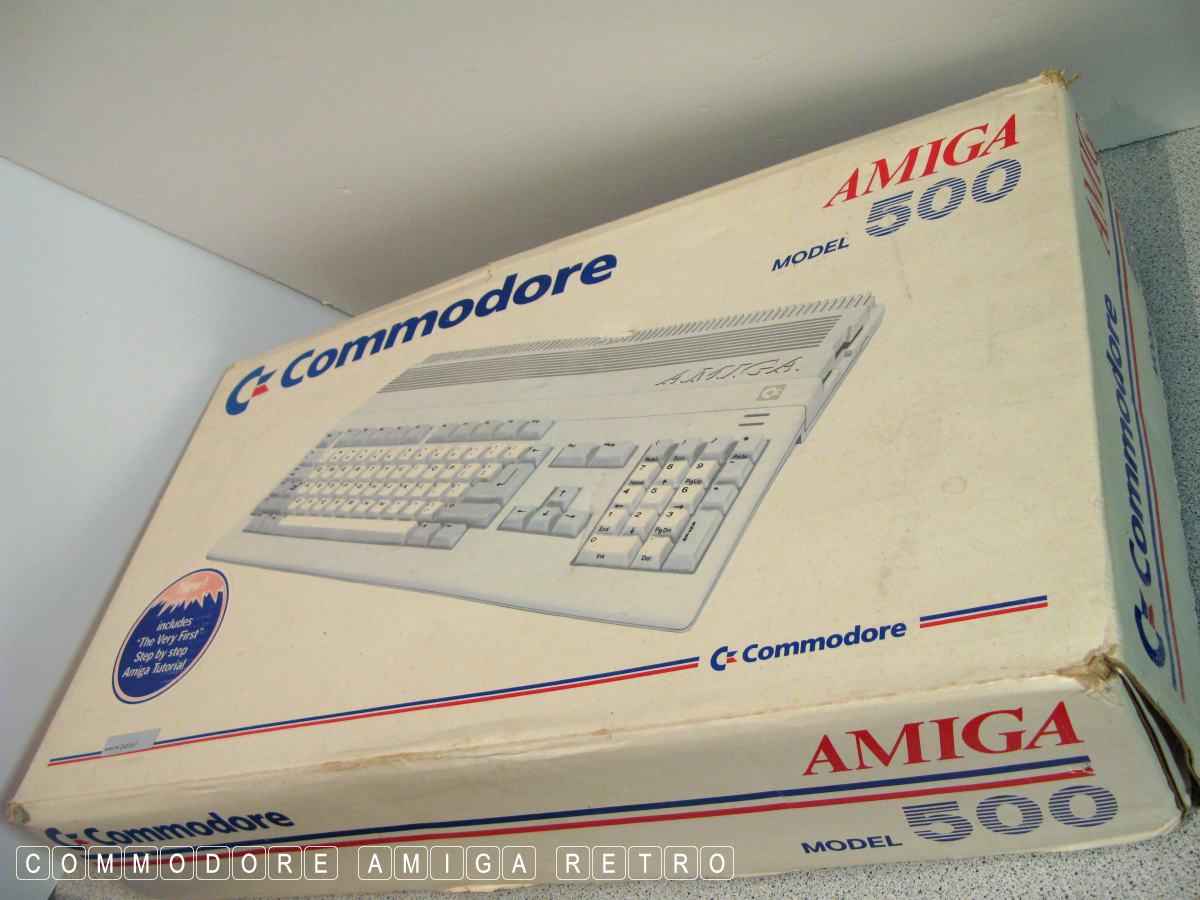 AMIGA
500
MODEL
Commodore
AMIGA
New!
includes
"The Very First"
Step by step
Amiga Tutorial
Commodore
Commodore
AMIGA
Commodore
MODEL 500
COMMODORE AMIGA RETRO